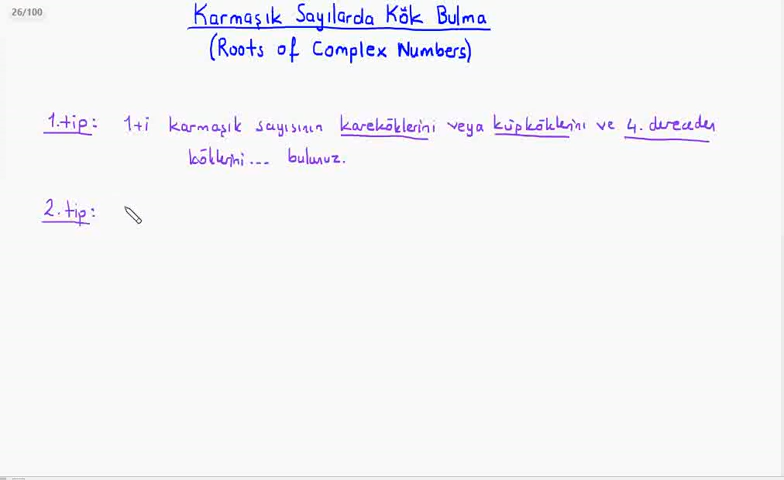 26/100
Karmaşık Sayılarda Kök Bulma
(Roots of Complex Numbers)
1.tip: 1+i karmaşık sayısının kareköklerini veya küpköklerini ve 4. dereceden
köklerini... bulunuz.
2.tip: